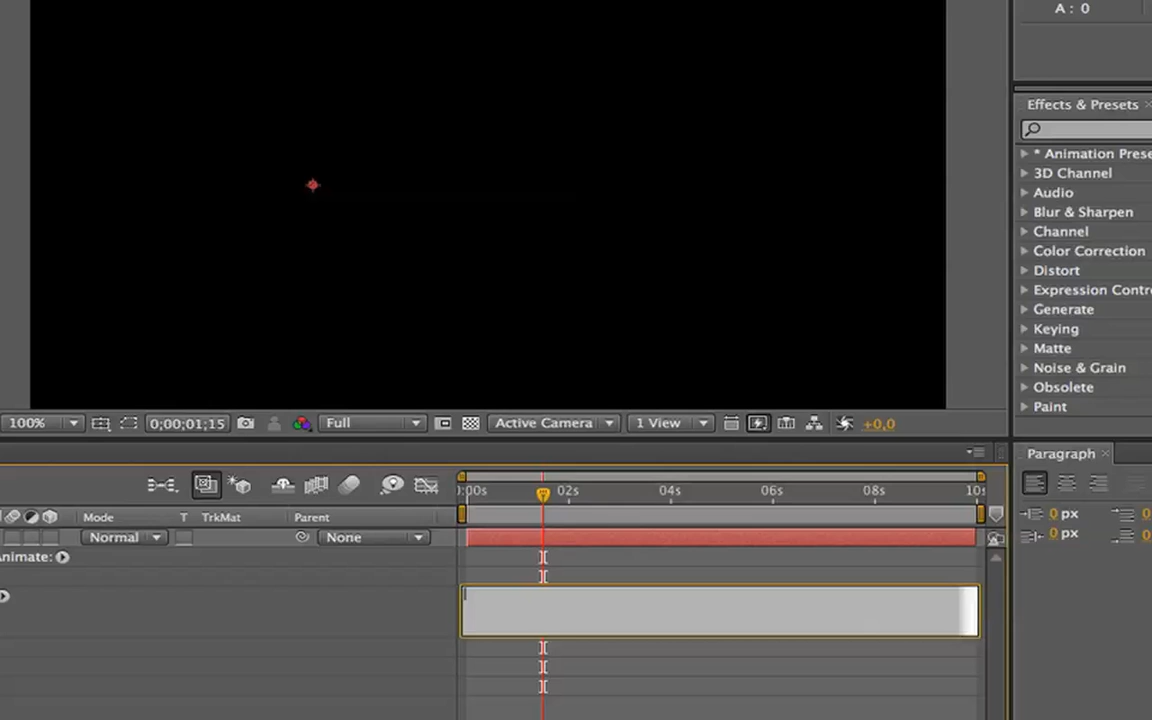 A : 0
Effects & Presets
* Animation Prese
3D Channel
Audio
Blur & Sharpen
Channel
Color Correction
Distort
Expression Contr
Generate
Keying
Matte
Noise & Grain
Obsolete
Paint
100% 0;00;01;15 Full Active Camera 1 View +0,0
Paragraph
):00s 02s 04s 06s 08s 10s
0 px 0
0 px 0
Mode T TrkMat Parent
Normal None
Animate: